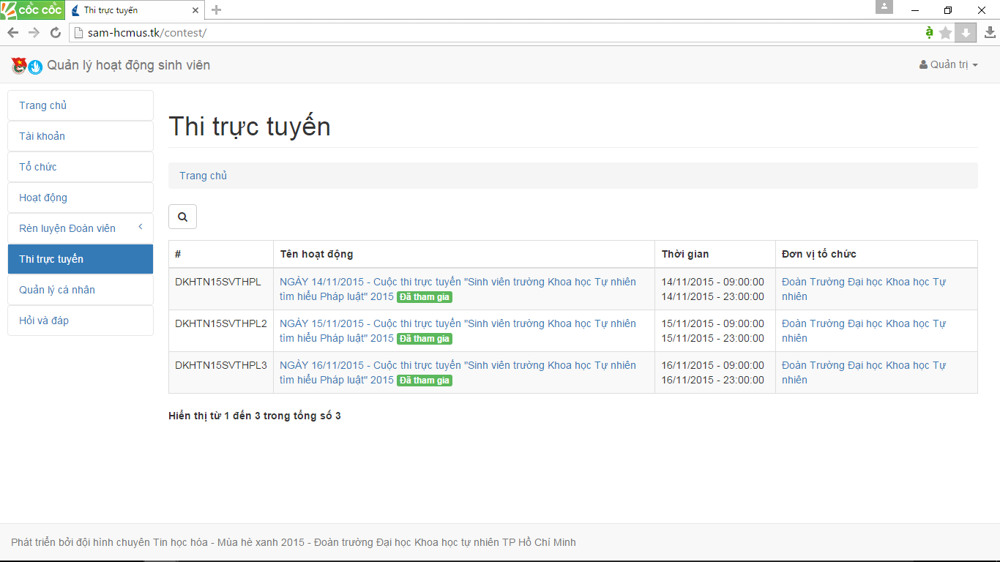 cốc cốc
Thi trực tuyến
sam-hcmus.tk/contest/
Quản lý hoạt động sinh viên
Quản trị
Trang chủ
Tài khoản
Tổ chức
Hoạt động
Rèn luyện Đoàn viên
Thi trực tuyến
Quản lý cá nhân
Hỏi và đáp
Thi trực tuyến
Trang chủ
# Tên hoạt động Thời gian Đơn vị tổ chức
DKHTN15SVTHPL NGÀY 14/11/2015 - Cuộc thi trực tuyến "Sinh viên trường Khoa học Tự nhiên 14/11/2015 - 09:00:00 Đoàn Trường Đại học Khoa học Tự
tìm hiểu Pháp luật" 2015 Đã tham gia 14/11/2015 - 23:00:00 nhiên
DKHTN15SVTHPL2 NGÀY 15/11/2015 - Cuộc thi trực tuyến "Sinh viên trường Khoa học Tự nhiên 15/11/2015 - 09:00:00 Đoàn Trường Đại học Khoa học Tự
tìm hiểu Pháp luật" 2015 Đã tham gia 15/11/2015 - 23:00:00 nhiên
DKHTN15SVTHPL3 NGÀY 16/11/2015 - Cuộc thi trực tuyến "Sinh viên trường Khoa học Tự nhiên 16/11/2015 - 09:00:00 Đoàn Trường Đại học Khoa học Tự
tìm hiểu Pháp luật" 2015 Đã tham gia 16/11/2015 - 23:00:00 nhiên
Hiển thị từ 1 đến 3 trong tổng số 3
Phát triển bởi đội hình chuyên Tin học hóa - Mùa hè xanh 2015 - Đoàn trường Đại học Khoa học tự nhiên TP Hồ Chí Minh